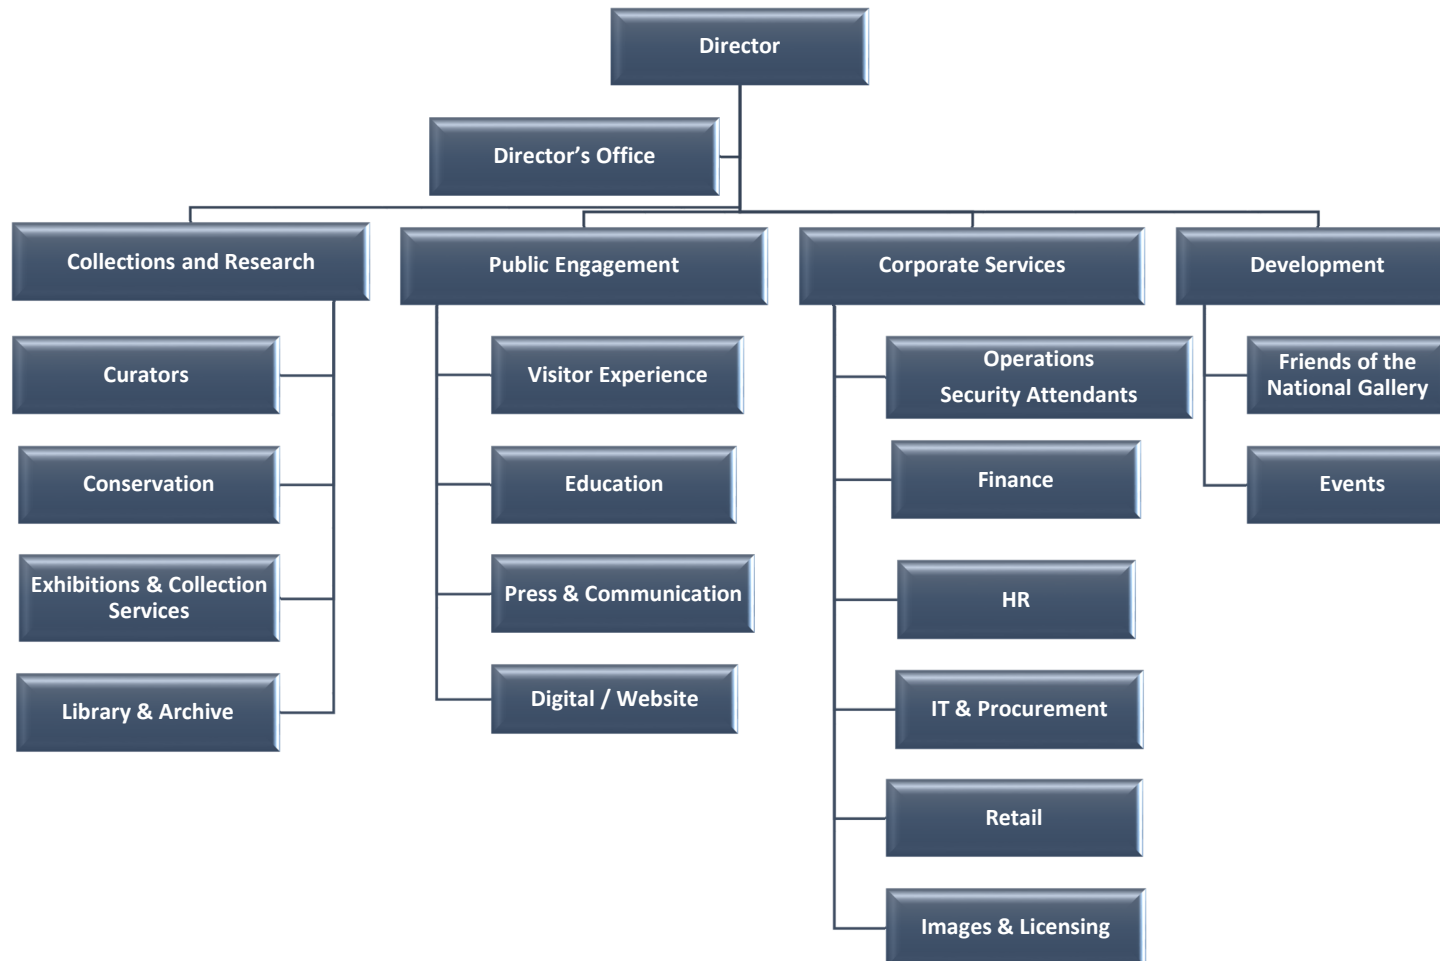 Director
Director’s Office
Collections and Research
Public Engagement
Corporate Services
Development
Curators
Conservation
Exhibitions & Collection
Services
Library & Archive
Visitor Experience
Education
Press & Communication
Digital / Website
Operations
Security Attendants
Finance
HR
IT & Procurement
Retail
Images & Licensing
Friends of the
National Gallery
Events